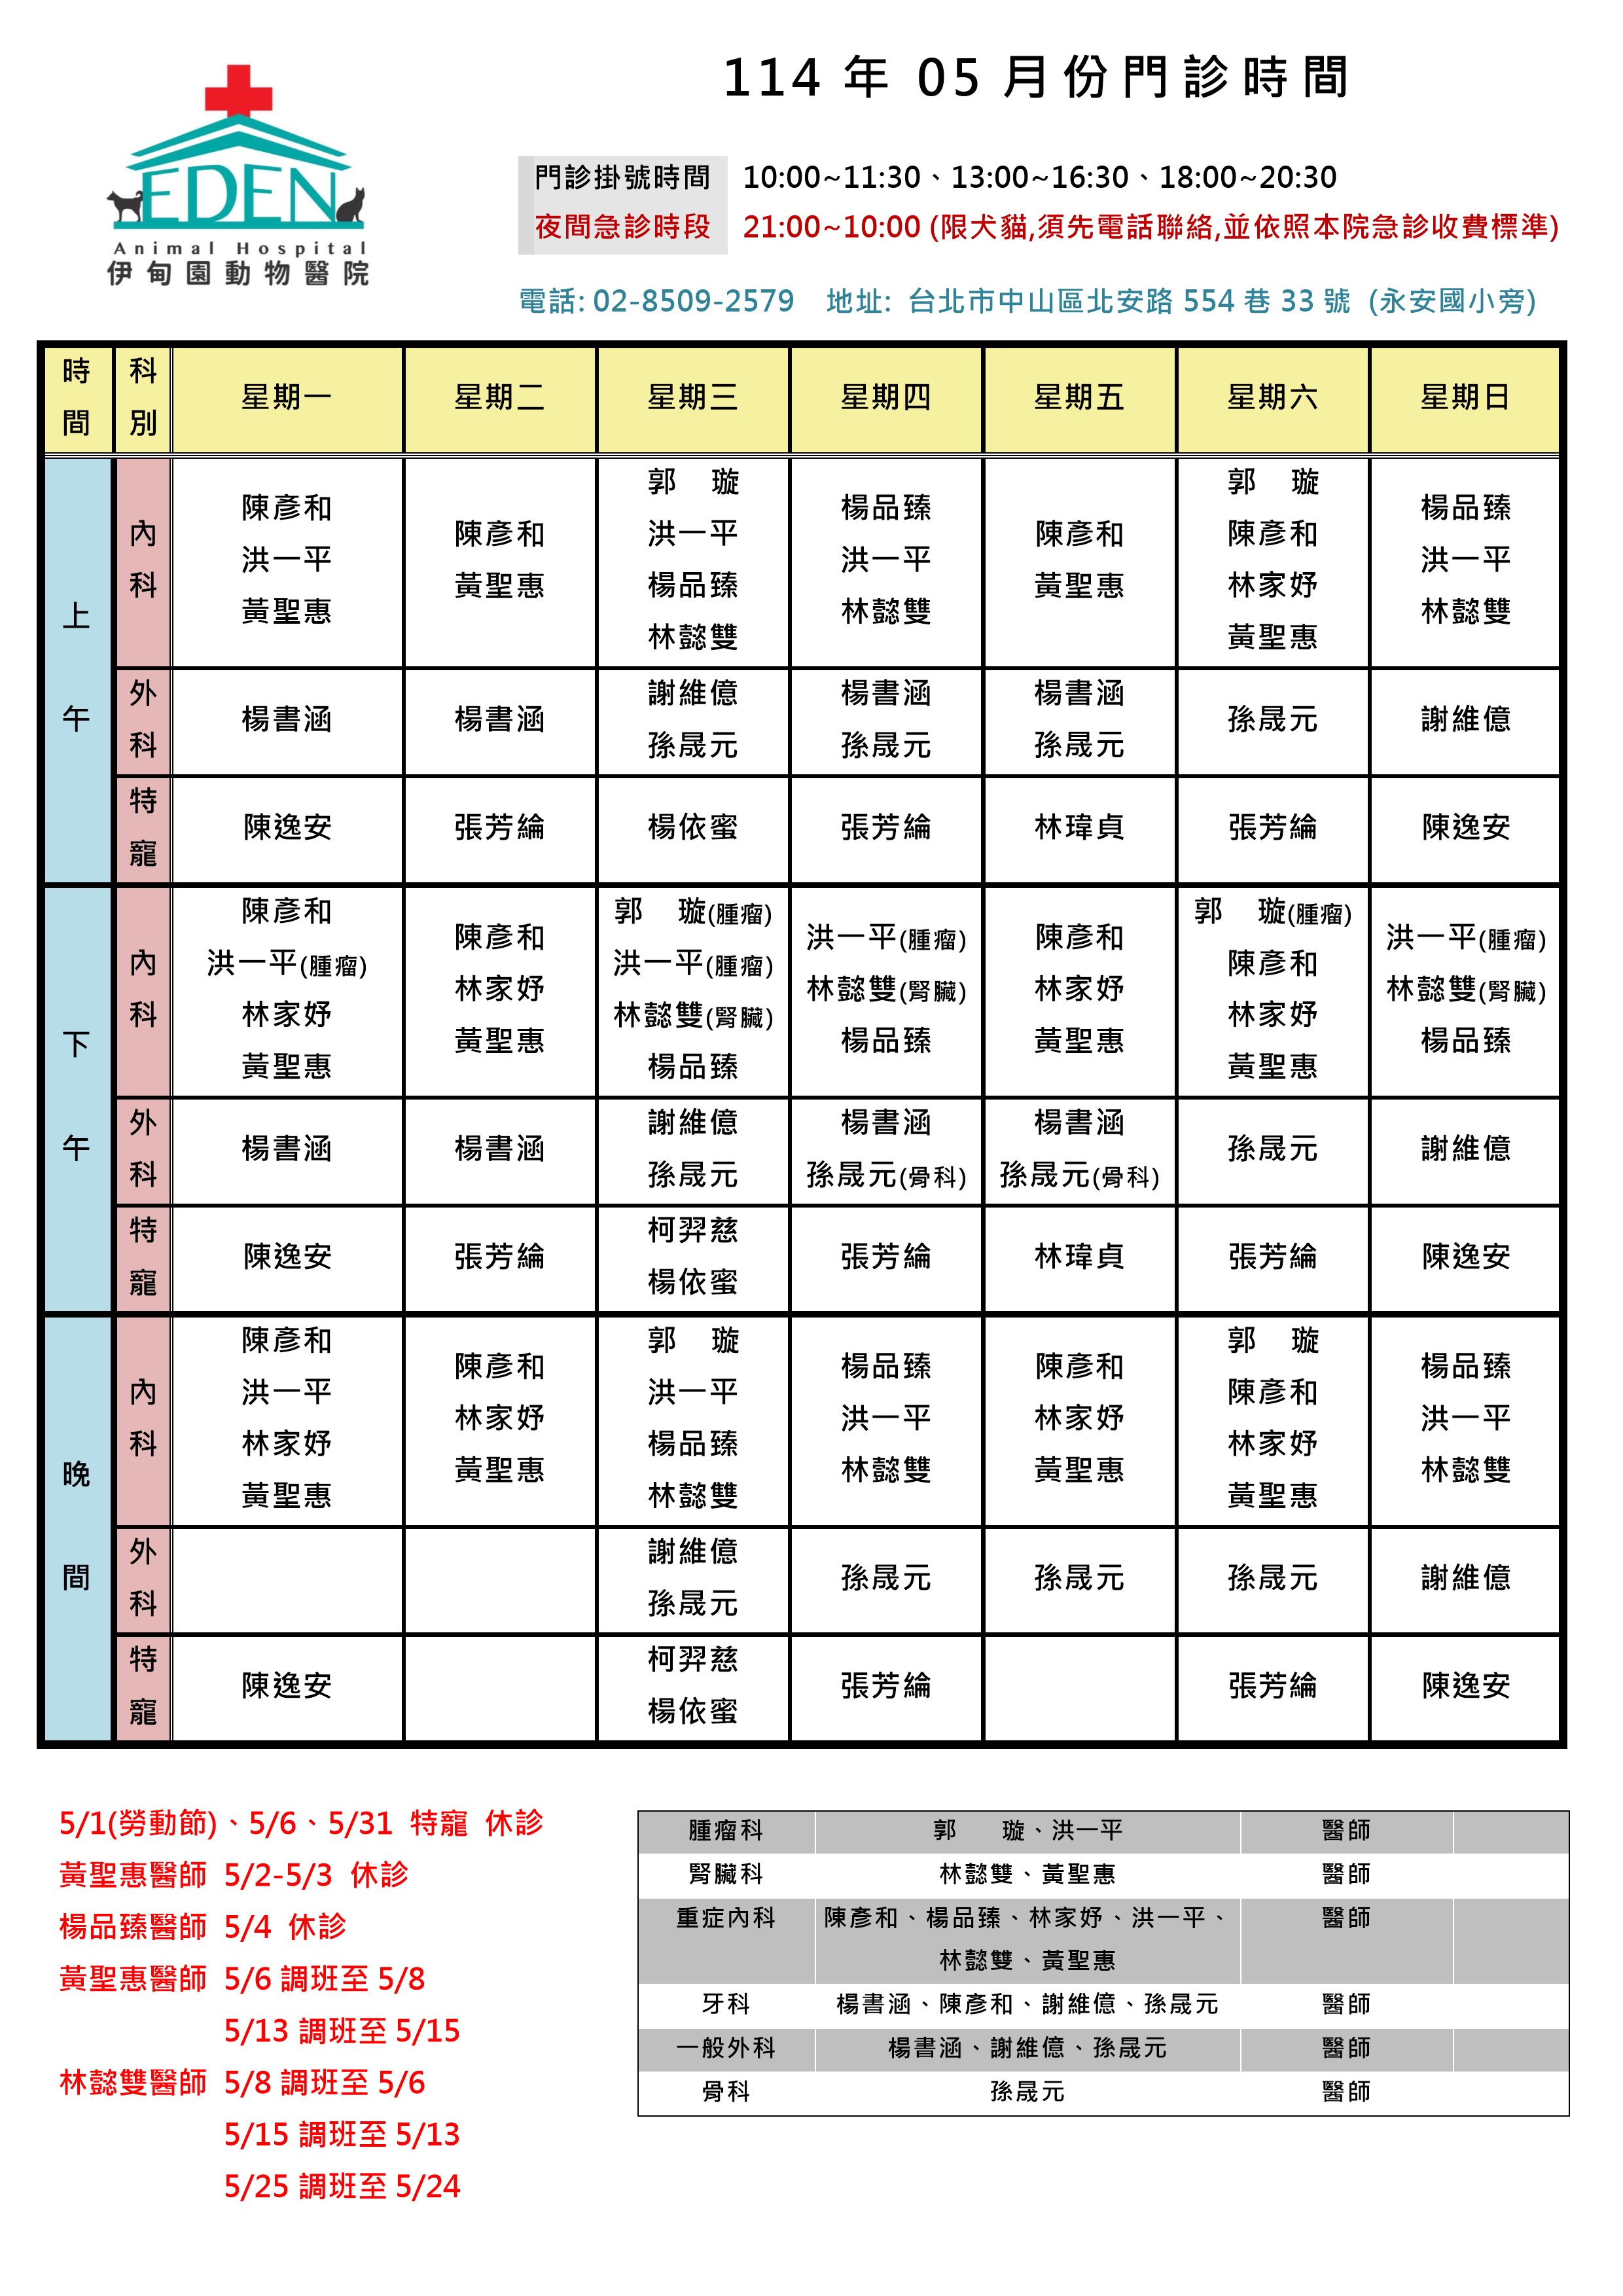 114 年 05 月份門診時間
EDEN
Animal Hospital
伊甸園動物醫院
門診掛號時間 10:00~11:30、13:00~16:30、18:00~20:30
夜間急診時段 21:00~10:00 (限犬貓,須先電話聯絡,並依照本院急診收費標準)
電話: 02-8509-2579 地址: 台北市中山區北安路 554 巷 33 號 (永安國小旁)
時間 科別 星期一 星期二 星期三 星期四 星期五 星期六 星期日
上午
內科
陳彥和 洪一平 黃聖惠
陳彥和 黃聖惠
郭 璇 洪一平 楊品臻 林懿雙
楊品臻 洪一平 林懿雙
陳彥和 黃聖惠
郭 璇 陳彥和 林家妤 黃聖惠
楊品臻 洪一平 林懿雙
外科
楊書涵
楊書涵
謝維億 孫晟元
楊書涵 孫晟元
楊書涵 孫晟元
孫晟元
謝維億
特寵
陳逸安 張芳綸 楊依蜜 張芳綸 林瑋貞 張芳綸 陳逸安
下午
內科
陳彥和 洪一平(腫瘤) 林家妤 黃聖惠
陳彥和 林家妤 黃聖惠
郭 璇(腫瘤) 洪一平(腫瘤) 林懿雙(腎臟) 楊品臻
洪一平(腫瘤) 林懿雙(腎臟) 楊品臻
陳彥和 林家妤 黃聖惠
郭 璇(腫瘤) 陳彥和 林家妤 黃聖惠
洪一平(腫瘤) 林懿雙(腎臟) 楊品臻
外科
楊書涵
楊書涵
謝維億 孫晟元
楊書涵 孫晟元(骨科)
楊書涵 孫晟元(骨科)
孫晟元
謝維億
特寵
陳逸安
張芳綸
柯羿慈 楊依蜜
張芳綸
林瑋貞
張芳綸
陳逸安
晚間
內科
陳彥和 洪一平 林家妤 黃聖惠
陳彥和 林家妤 黃聖惠
郭 璇 洪一平 楊品臻 林懿雙
楊品臻 洪一平 林懿雙
陳彥和 林家妤 黃聖惠
郭 璇 陳彥和 林家妤 黃聖惠
楊品臻 洪一平 林懿雙
外科
謝維億 孫晟元
孫晟元
孫晟元
孫晟元
謝維億
特寵
陳逸安
柯羿慈 楊依蜜
張芳綸
張芳綸
陳逸安
5/1(勞動節)、5/6、5/31 特寵 休診
黃聖惠醫師 5/2-5/3 休診
楊品臻醫師 5/4 休診
黃聖惠醫師 5/6 調班至 5/8
5/13 調班至 5/15
林懿雙醫師 5/8 調班至 5/6
5/15 調班至 5/13
5/25 調班至 5/24
腫瘤科 郭 璇、洪一平 醫師
腎臟科 林懿雙、黃聖惠 醫師
重症內科 陳彥和、楊品臻、林家妤、洪一平、 醫師
林懿雙、黃聖惠
牙科 楊書涵、陳彥和、謝維億、孫晟元 醫師
一般外科 楊書涵、謝維億、孫晟元 醫師
骨科 孫晟元 醫師